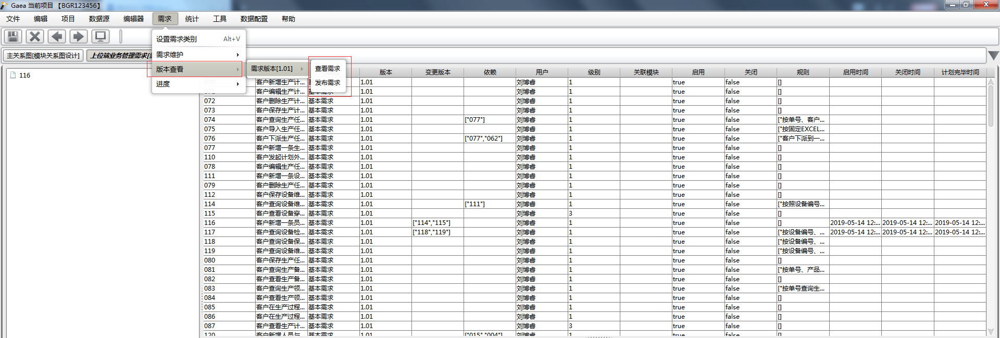 Gaea 当前项目 【BGR123456】
文件 编辑 项目 数据源 编辑器 需求 统计 工具 数据配置 帮助
设置需求类别 Alt+V
需求维护
版本查看
进度
需求版本[1.01]
查看需求
发布需求
主关系图[模块关系图设计] 上位端业务管理需求[
116
版本 变更版本 依赖 用户 级别 关联模块 启用 关闭 规则 启用时间 关闭时间 计划完毕时间
客户新增生产计... 1.01 刘博睿 1 true false []
客户编辑生产计... 1.01 刘博睿 1 true false []
072 客户删除生产计... 基本需求 1.01 刘博睿 1 true false []
073 客户保存生产计... 基本需求 1.01 刘博睿 1 true false []
074 客户查询生产任... 基本需求 1.01 ["077"] 刘博睿 1 true false ["按单号、客户...
075 客户导入生产任... 基本需求 1.01 刘博睿 1 true false ["按固定EXCEL...
076 客户下派生产任... 基本需求 1.01 ["077","062"] 刘博睿 1 true false ["客户下派到一...
077 客户新增一条生... 基本需求 1.01 刘博睿 1 true false []
110 客户发起计划外... 基本需求 1.01 刘博睿 1 true false []
078 客户编辑生产任... 基本需求 1.01 刘博睿 1 true false []
111 客户新增一条设... 基本需求 1.01 刘博睿 1 true false []
079 客户删除生产任... 基本需求 1.01 刘博睿 1 true false []
112 客户保存设备维... 基本需求 1.01 刘博睿 1 true false []
114 客户查询设备维... 基本需求 1.01 ["111"] 刘博睿 1 true false ["按照设备编号...
115 客户查看设备穿... 基本需求 1.01 刘博睿 3 true false []
116 客户新增一条员... 基本需求 1.01 ["114","115"] 刘博睿 1 true false [] 2019-05-14 12:... 2019-05-14 12:... 2019-05-14 12:...
117 客户查询设备检... 基本需求 1.01 ["118","119"] 刘博睿 1 true false ["按设备编号、... 2019-05-14 12:... 2019-05-14 12:... 2019-05-14 12:...
118 客户查询设备保... 基本需求 1.01 刘博睿 1 true false ["按设备编号、...
119 客户查询设备维... 基本需求 1.01 刘博睿 1 true false ["按设备编号、...
080 客户保存生产任... 基本需求 1.01 刘博睿 1 true false []
081 客户查询生产备... 基本需求 1.01 刘博睿 1 true false ["按单号、产品...
082 客户查看生产备... 基本需求 1.01 刘博睿 1 true false []
083 客户查询生产领... 基本需求 1.01 刘博睿 1 true false ["按单号查询生...
084 客户查看生产领... 基本需求 1.01 刘博睿 1 true false []
085 客户在生产过程... 基本需求 1.01 刘博睿 1 true false []
086 客户在生产过程... 基本需求 1.01 刘博睿 1 true false []
087 客户查看生产计... 基本需求 1.01 刘博睿 3 true false []
120 客户新增人员与... 基本需求 1.01 ["015","004"] 刘博睿 1 true false []